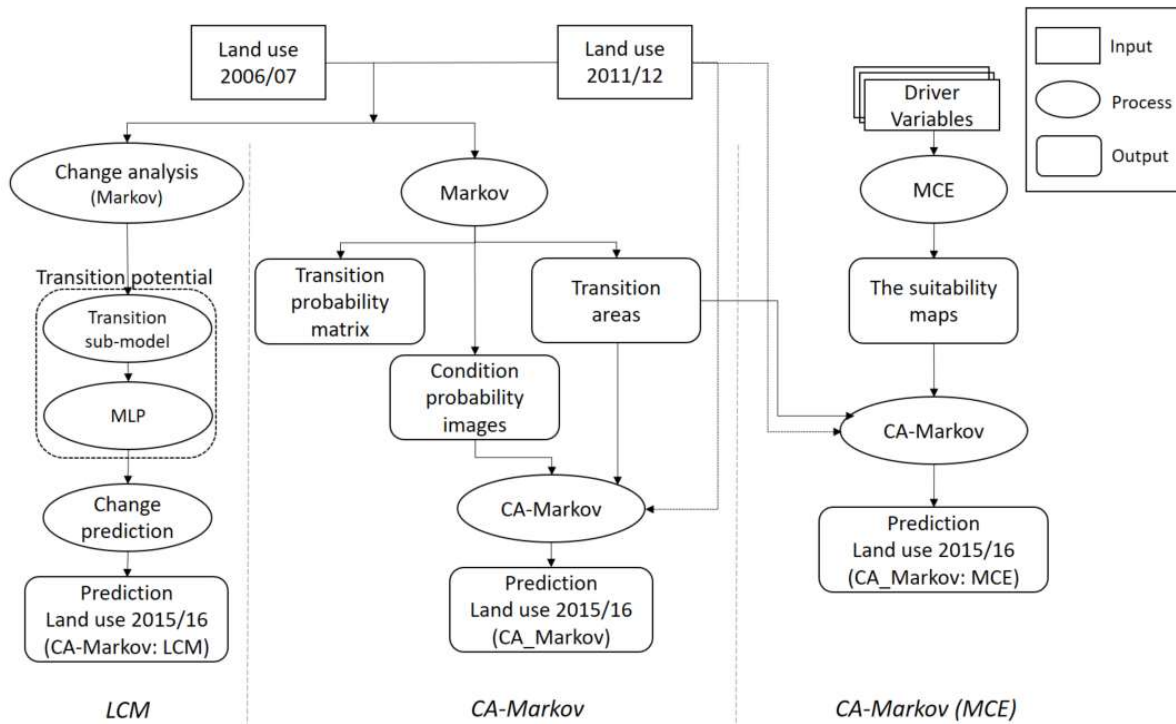 Land use
2006/07
Land use
2011/12
Driver
Variables
Input
Process
Output
Change analysis
(Markov)
Transition potential
Transition
sub-model
MLP
Change
prediction
Prediction
Land use 2015/16
(CA-Markov: LCM)
LCM
Markov
Transition
probability
matrix
Condition
probability
images
Transition
areas
CA-Markov
Prediction
Land use 2015/16
(CA_Markov)
CA-Markov
MCE
The suitability
maps
CA-Markov
Prediction
Land use 2015/16
(CA_Markov: MCE)
CA-Markov (MCE)